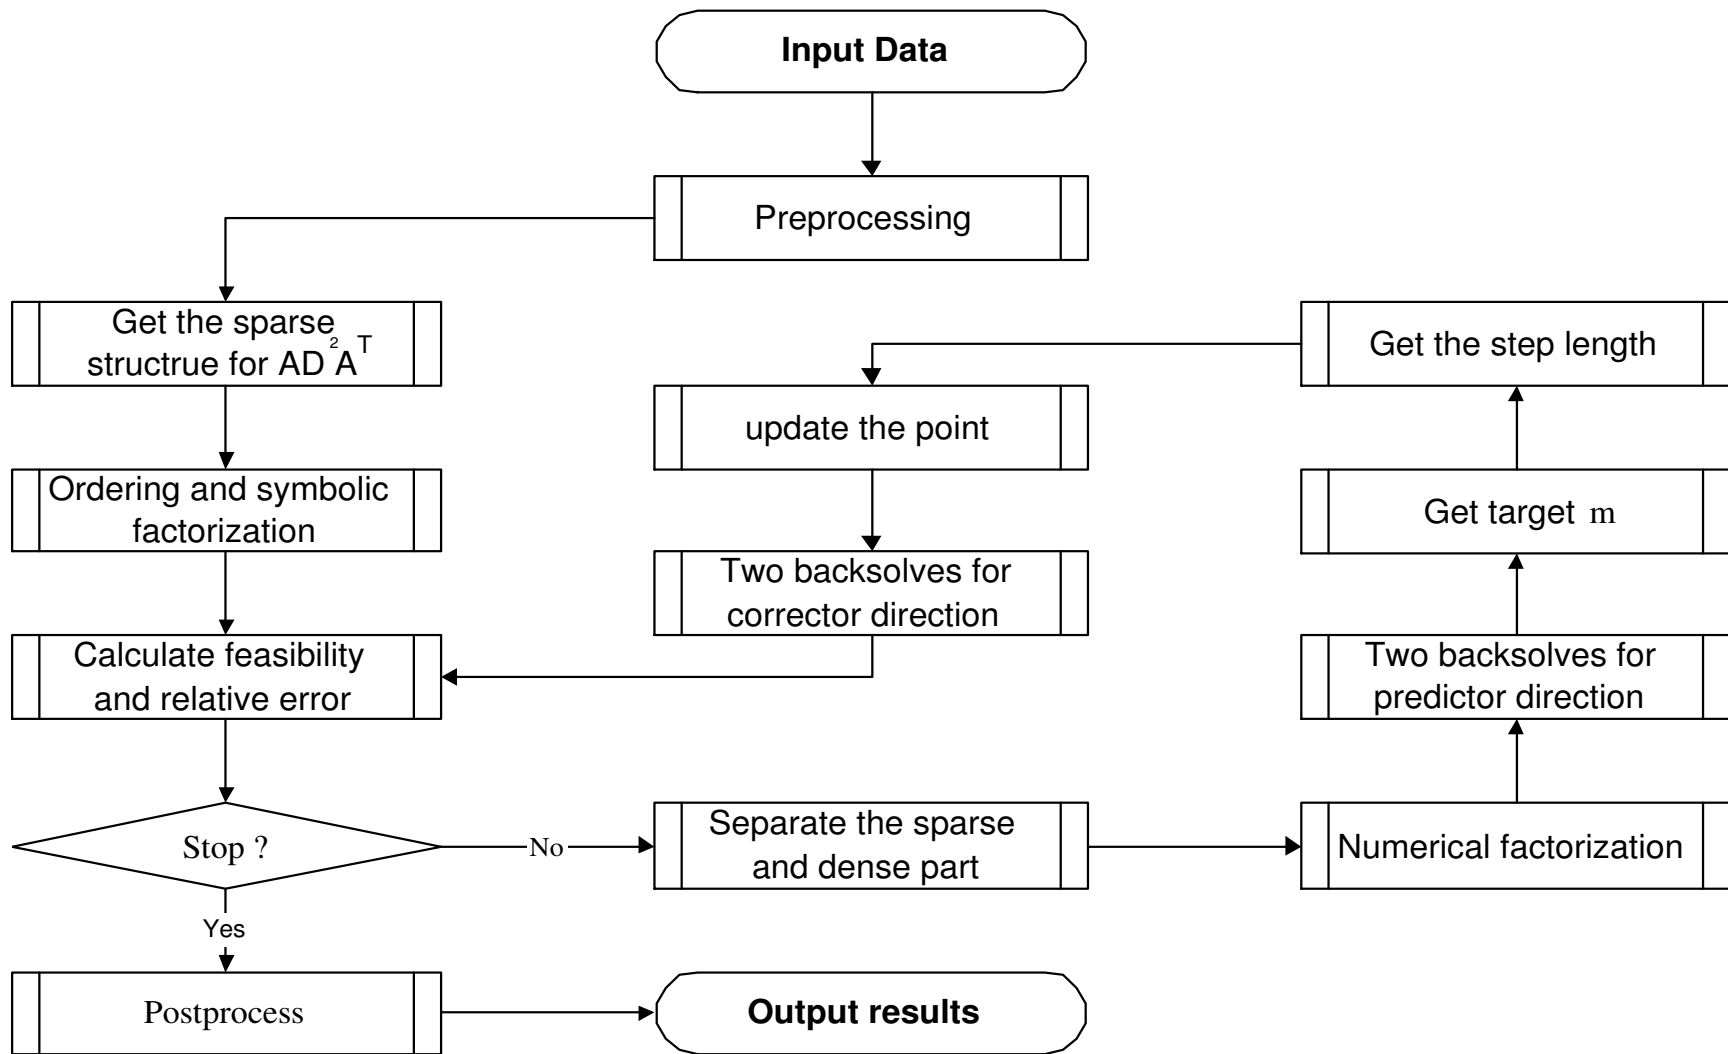 Input Data
Preprocessing
Get the sparse
structrue for AD²Aᵀ
Get the step length
update the point
Ordering and symbolic
factorization
Get target m
Two backsolves for
corrector direction
Calculate feasibility
and relative error
Two backsolves for
predictor direction
Stop ?
No
Separate the sparse
and dense part
Numerical factorization
Yes
Postprocess
Output results